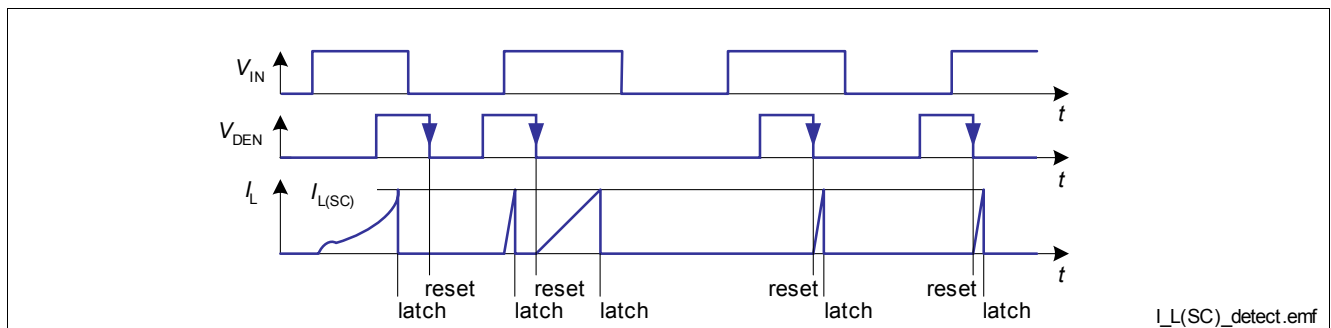 V_IN
t
V_DEN
t
I_L
I_L(SC)
t
reset
reset
reset
reset
latch
latch
latch
latch
latch
I_L(SC)_detect.emf